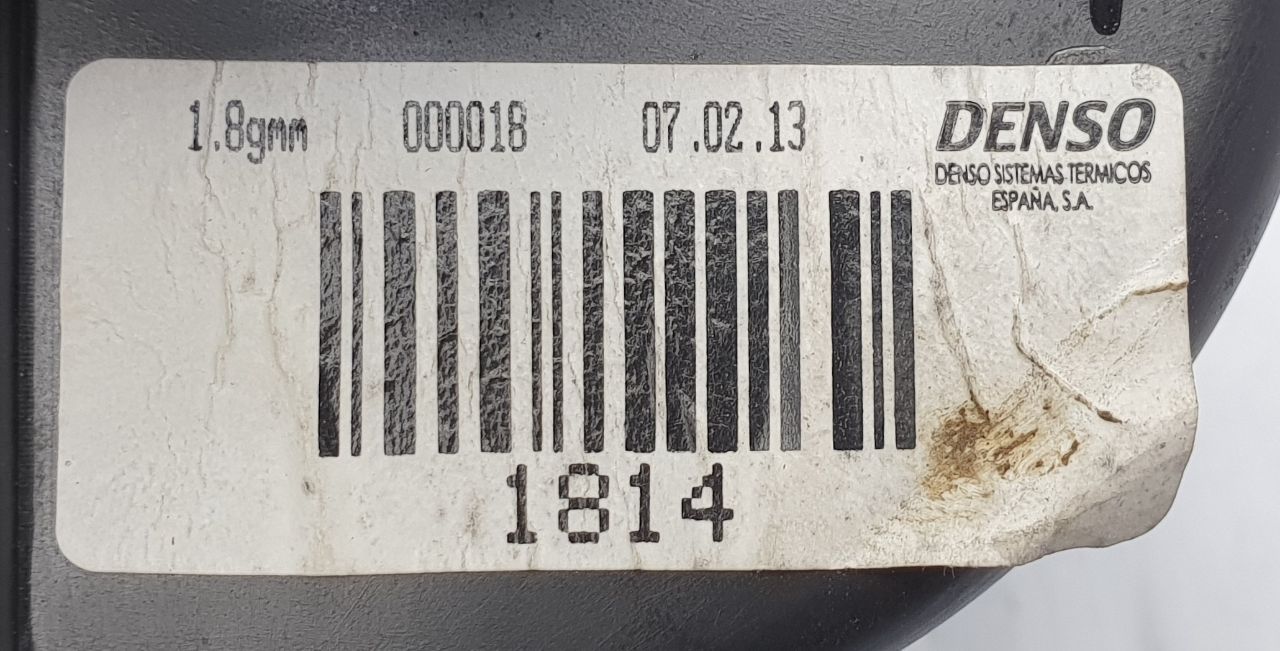 1.8gmm 000018 07.02.13 DENSO
DENSO SISTEMAS TERMICOS
ESPAÑA, S.A.
1814